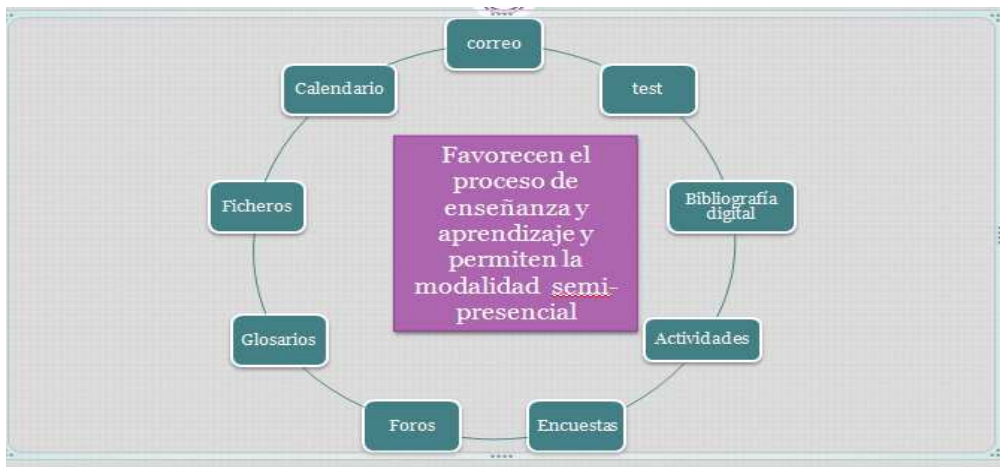 correo
test
Bibliografía
digital
Actividades
Encuestas
Foros
Glosarios
Ficheros
Calendario
Favorecen el
proceso de
enseñanza y
aprendizaje y
permiten la
modalidad semi-
presencial